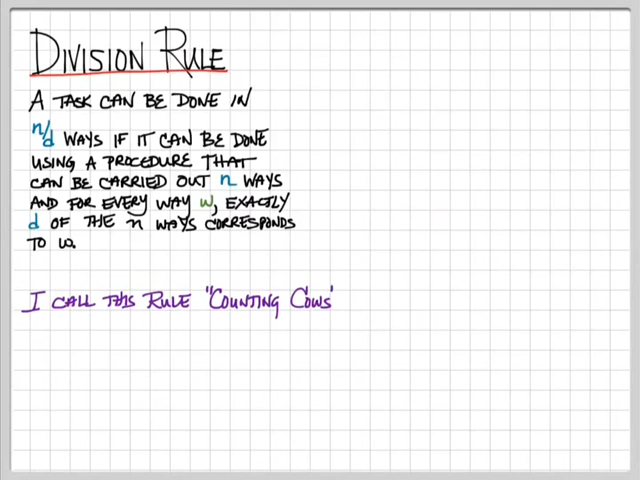 DIVISION RULE
A TASK CAN BE DONE IN
n/d WAYS IF IT CAN BE DONE
USING A PROCEDURE THAT
CAN BE CARRIED OUT n WAYS
AND FOR EVERY WAY w, EXACTLY
d OF THE n WAYS CORRESPONDS
TO w.
I CALL THIS RULE "COUNTING COWS"